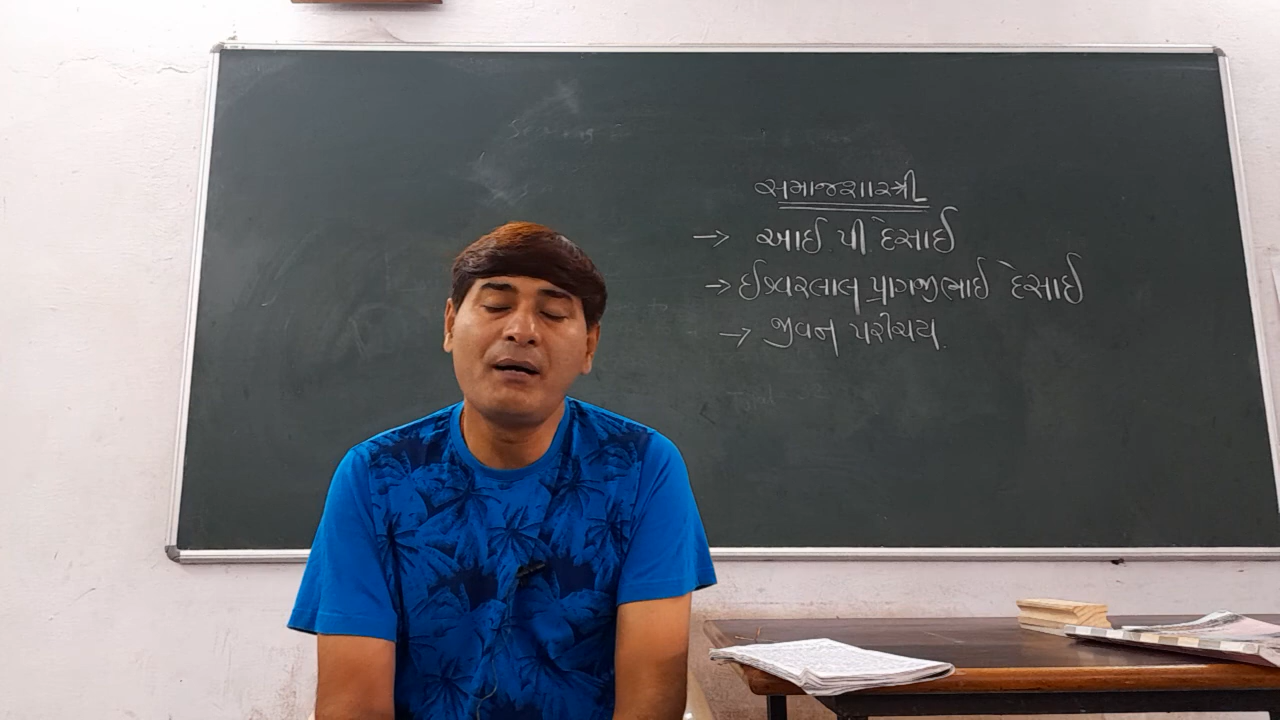 સમાજશાસ્ત્રી
→ આઈ. પી. દેસાઈ
→ ઈશ્વરલાલ પ્રાગજીભાઈ દેસાઈ
→ જીવન પરીચય.